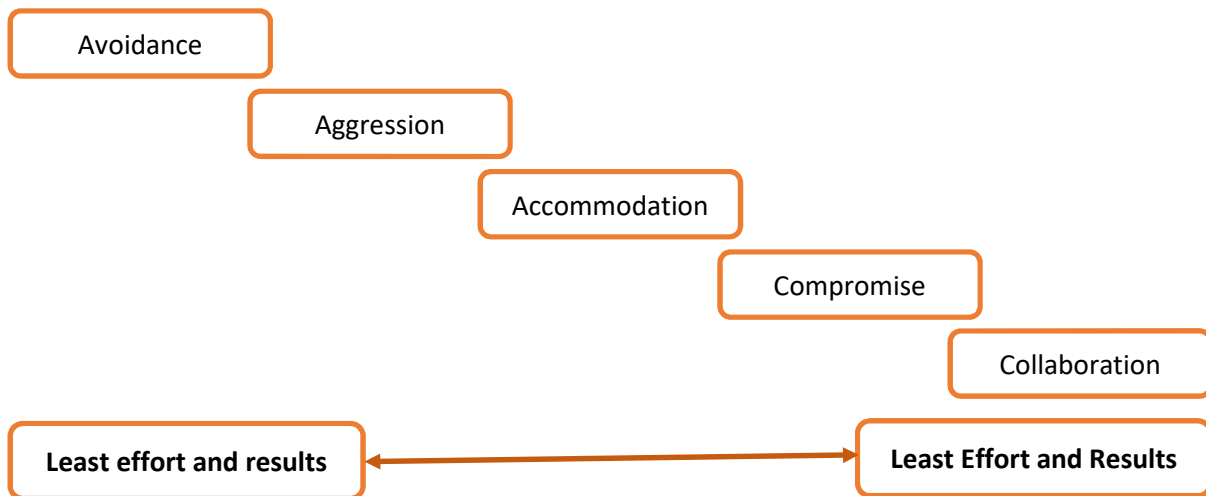 Avoidance
Aggression
Accommodation
Compromise
Collaboration
Least effort and results
Least Effort and Results